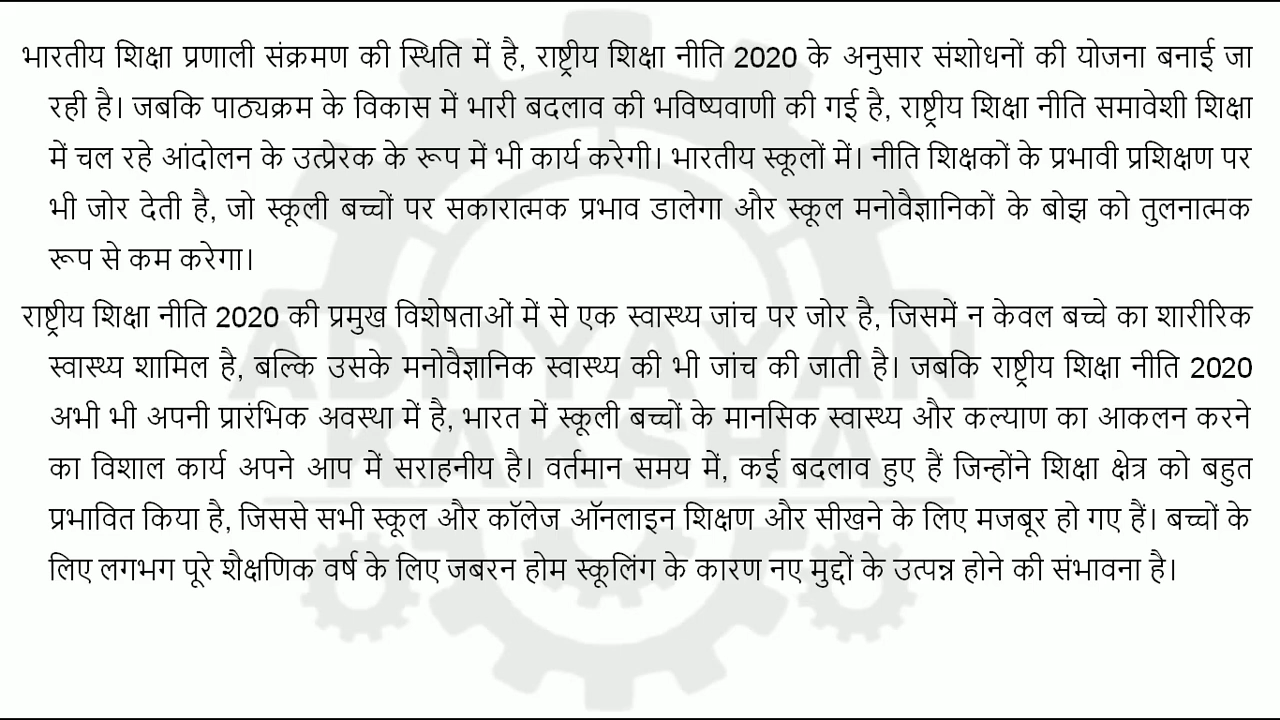 भारतीय शिक्षा प्रणाली संक्रमण की स्थिति में है, राष्ट्रीय शिक्षा नीति 2020 के अनुसार संशोधनों की योजना बनाई जा
रही है। जबकि पाठ्यक्रम के विकास में भारी बदलाव की भविष्यवाणी की गई है, राष्ट्रीय शिक्षा नीति समावेशी शिक्षा
में चल रहे आंदोलन के उत्प्रेरक के रूप में भी कार्य करेगी। भारतीय स्कूलों में। नीति शिक्षकों के प्रभावी प्रशिक्षण पर
भी जोर देती है, जो स्कूली बच्चों पर सकारात्मक प्रभाव डालेगा और स्कूल मनोवैज्ञानिकों के बोझ को तुलनात्मक
रूप से कम करेगा।
राष्ट्रीय शिक्षा नीति 2020 की प्रमुख विशेषताओं में से एक स्वास्थ्य जांच पर जोर है, जिसमें न केवल बच्चे का शारीरिक
स्वास्थ्य शामिल है, बल्कि उसके मनोवैज्ञानिक स्वास्थ्य की भी जांच की जाती है। जबकि राष्ट्रीय शिक्षा नीति 2020
अभी भी अपनी प्रारंभिक अवस्था में है, भारत में स्कूली बच्चों के मानसिक स्वास्थ्य और कल्याण का आकलन करने
का विशाल कार्य अपने आप में सराहनीय है। वर्तमान समय में, कई बदलाव हुए हैं जिन्होंने शिक्षा क्षेत्र को बहुत
प्रभावित किया है, जिससे सभी स्कूल और कॉलेज ऑनलाइन शिक्षण और सीखने के लिए मजबूर हो गए हैं। बच्चों के
लिए लगभग पूरे शैक्षणिक वर्ष के लिए जबरन होम स्कूलिंग के कारण नए मुद्दों के उत्पन्न होने की संभावना है।
ADHYAYAN
KAKSHA